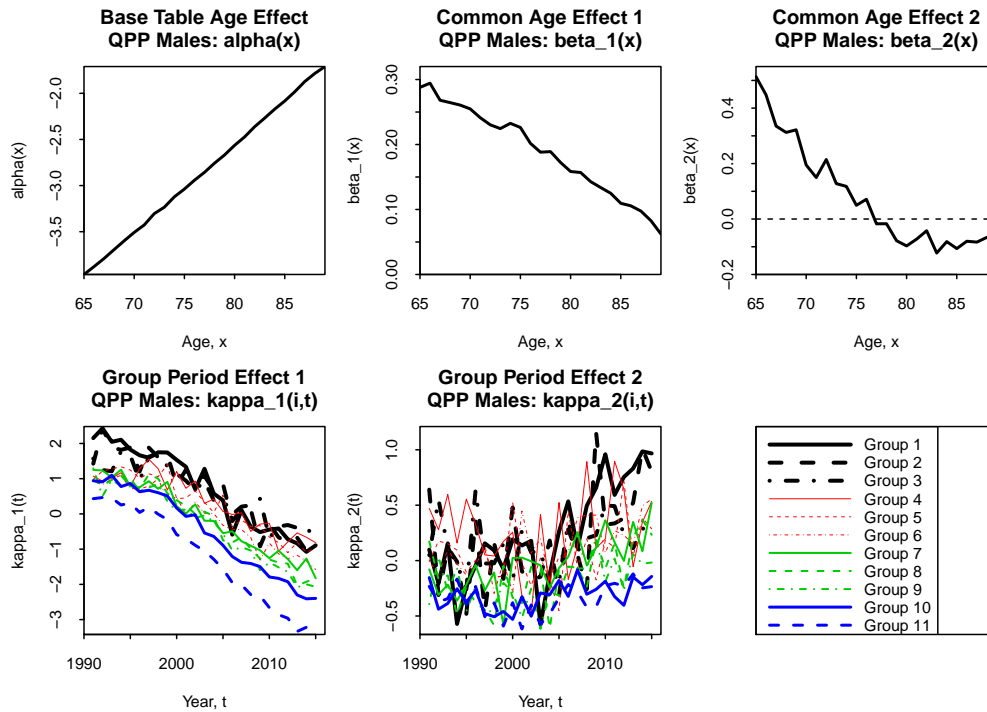 Base Table Age Effect
QPP Males: alpha(x)
alpha(x)
−2.0
−2.5
−3.0
−3.5
65
70
75
80
85
Age, x
Common Age Effect 1
QPP Males: beta_1(x)
beta_1(x)
0.30
0.20
0.10
0.00
65
70
75
80
85
Age, x
Common Age Effect 2
QPP Males: beta_2(x)
beta_2(x)
0.4
0.2
0.0
−0.2
65
70
75
80
85
Age, x
Group Period Effect 1
QPP Males: kappa_1(i,t)
kappa_1(t)
2
1
0
−1
−2
−3
1990
2000
2010
Year, t
Group Period Effect 2
QPP Males: kappa_2(i,t)
kappa_2(t)
1.0
0.5
0.0
−0.5
1990
2000
2010
Year, t
Group 1
Group 2
Group 3
Group 4
Group 5
Group 6
Group 7
Group 8
Group 9
Group 10
Group 11